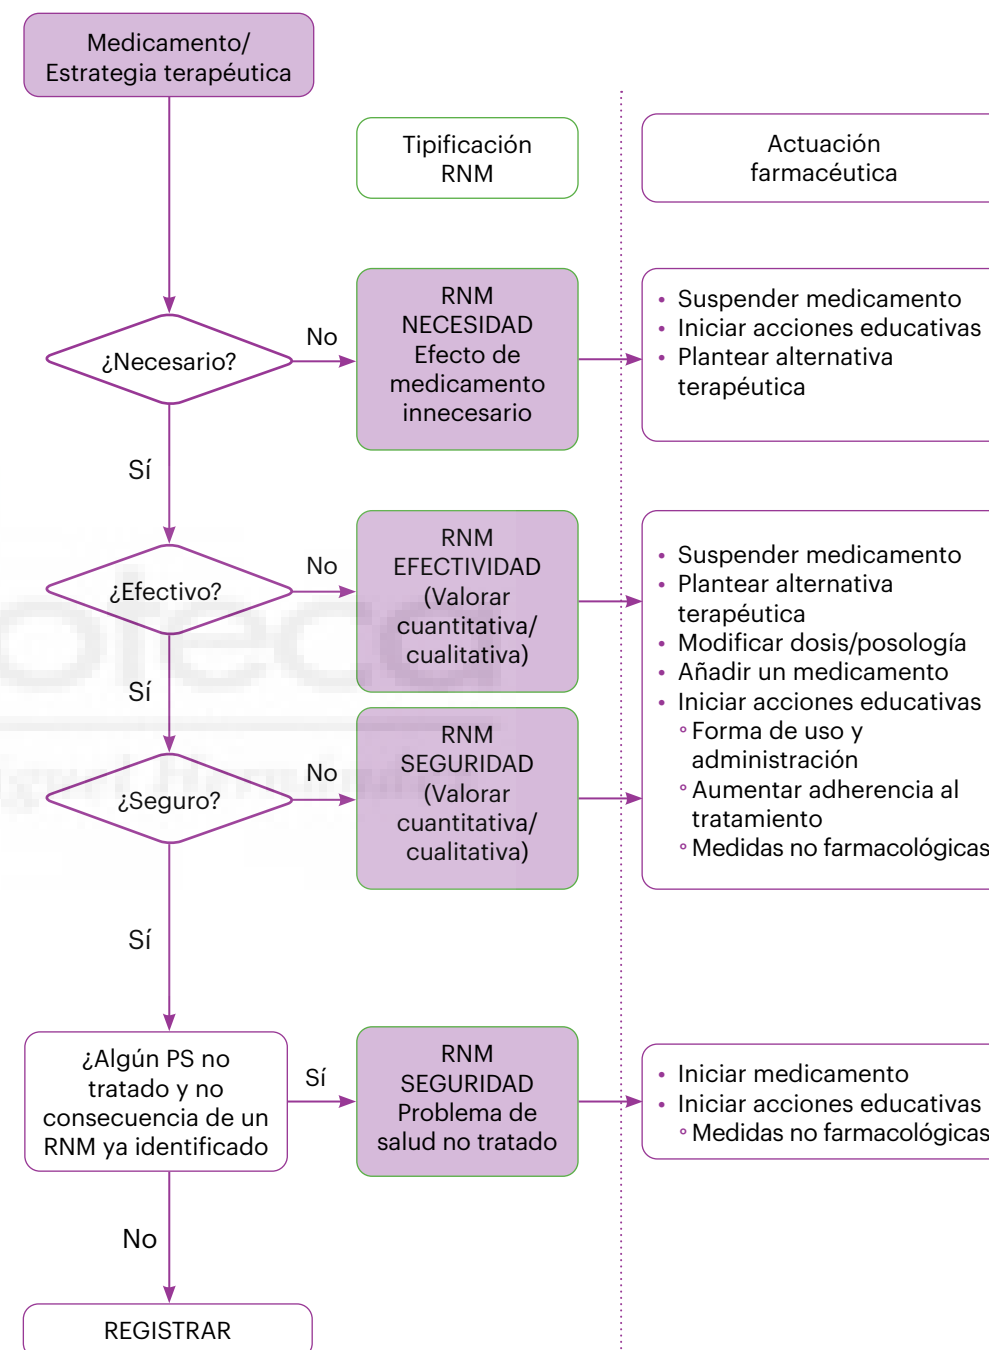 Medicamento/
Estrategia terapéutica
Tipificación
RNM
Actuación
farmacéutica
¿Necesario?
No
RNM
NECESIDAD
Efecto de
medicamento
innecesario
• Suspender medicamento
• Iniciar acciones educativas
• Plantear alternativa
terapéutica
Sí
¿Efectivo?
No
RNM
EFECTIVIDAD
(Valorar
cuantitativa/
cualitativa)
• Suspender medicamento
• Plantear alternativa
terapéutica
• Modificar dosis/posología
• Añadir un medicamento
• Iniciar acciones educativas
° Forma de uso y
administración
° Aumentar adherencia al
tratamiento
° Medidas no farmacológicas
Sí
¿Seguro?
No
RNM
SEGURIDAD
(Valorar
cuantitativa/
cualitativa)
Sí
¿Algún PS no
tratado y no
consecuencia de un
RNM ya identificado
Sí
RNM
SEGURIDAD
Problema de
salud no tratado
• Iniciar medicamento
• Iniciar acciones educativas
° Medidas no farmacológicas
No
REGISTRAR